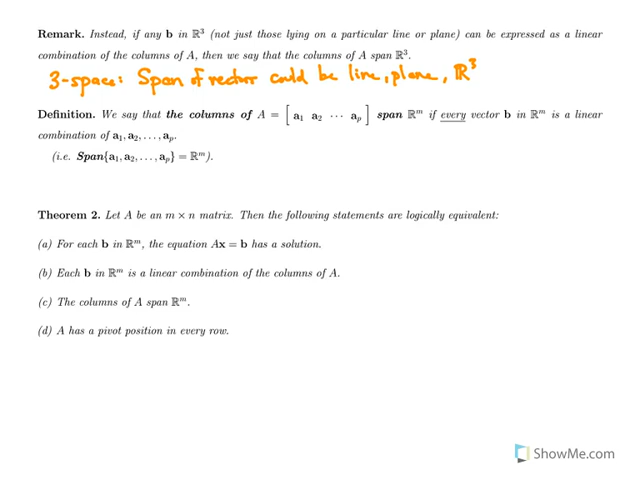 Remark. Instead, if any b in ℝ³ (not just those lying on a particular line or plane) can be expressed as a linear
combination of the columns of A, then we say that the columns of A span ℝ³.
3-space: Span of vectors could be line, plane, ℝ³
Definition. We say that the columns of A = [ a₁ a₂ ⋯ aₚ ] span ℝᵐ if every vector b in ℝᵐ is a linear
combination of a₁, a₂, . . . , aₚ.
(i.e. Span{a₁, a₂, . . . , aₚ} = ℝᵐ).
Theorem 2. Let A be an m × n matrix. Then the following statements are logically equivalent:
(a) For each b in ℝᵐ, the equation Ax = b has a solution.
(b) Each b in ℝᵐ is a linear combination of the columns of A.
(c) The columns of A span ℝᵐ.
(d) A has a pivot position in every row.
ShowMe.com